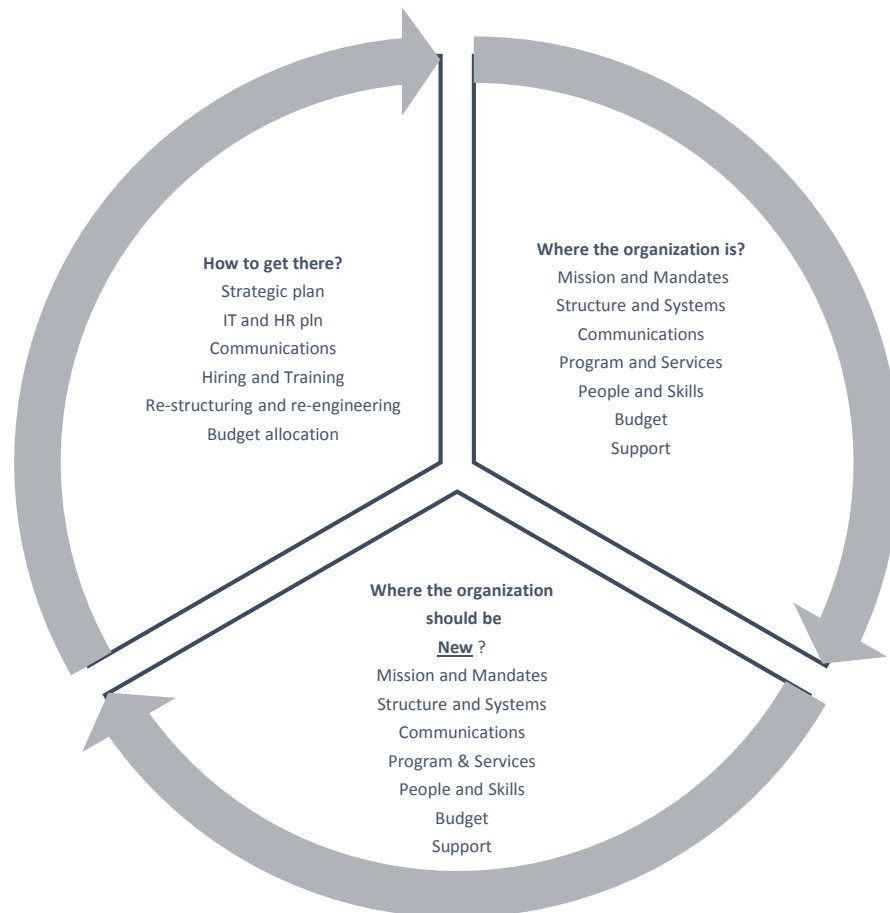 How to get there?
Strategic plan
IT and HR pln
Communications
Hiring and Training
Re-structuring and re-engineering
Budget allocation
Where the organization is?
Mission and Mandates
Structure and Systems
Communications
Program and Services
People and Skills
Budget
Support
Where the organization
should be
New ?
Mission and Mandates
Structure and Systems
Communications
Program & Services
People and Skills
Budget
Support